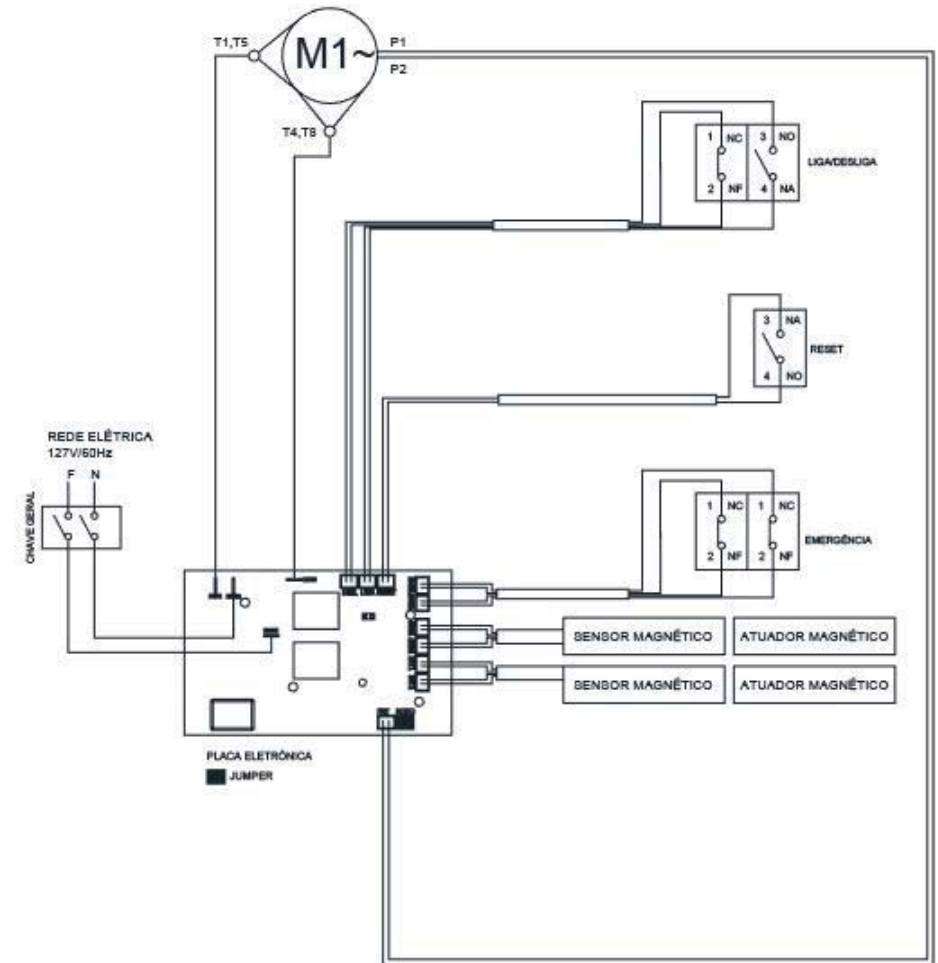 T1,T5
M1~
P1
P2
T4,T8
1 NC 3 NO
2 NF 4 NA
LIGA/DESLIGA
3 NA
4 NO
RESET
REDE ELÉTRICA
127V/60Hz
F N
CHAVE GERAL
1 NC 1 NC
2 NF 2 NF
EMERGÊNCIA
SENSOR MAGNÉTICO ATUADOR MAGNÉTICO
SENSOR MAGNÉTICO ATUADOR MAGNÉTICO
PLACA ELETRÔNICA
JUMPER